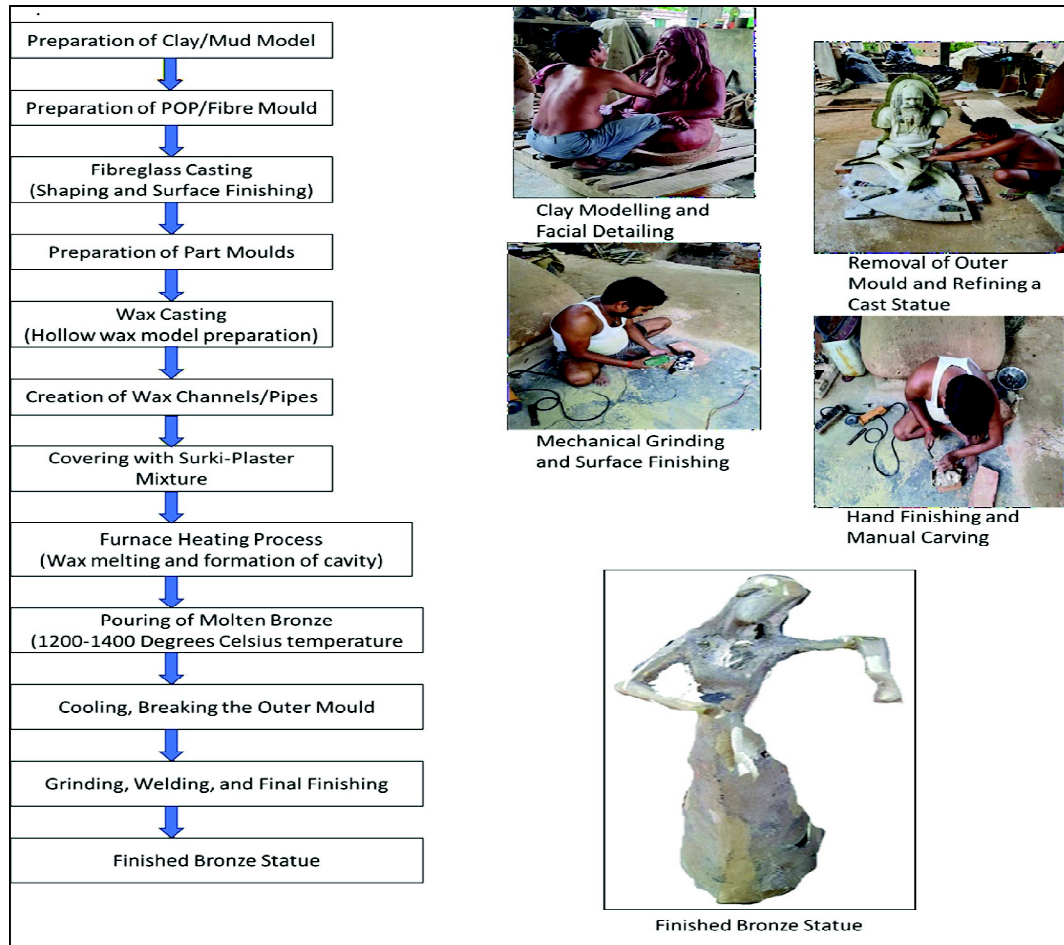 Preparation of Clay/Mud Model
Preparation of POP/Fibre Mould
Fibreglass Casting
(Shaping and Surface Finishing)
Preparation of Part Moulds
Wax Casting
(Hollow wax model preparation)
Creation of Wax Channels/Pipes
Covering with Surki-Plaster
Mixture
Furnace Heating Process
(Wax melting and formation of cavity)
Pouring of Molten Bronze
(1200-1400 Degrees Celsius temperature
Cooling, Breaking the Outer Mould
Grinding, Welding, and Final Finishing
Finished Bronze Statue
Clay Modelling and
Facial Detailing
Removal of Outer
Mould and Refining a
Cast Statue
Mechanical Grinding
and Surface Finishing
Hand Finishing and
Manual Carving
Finished Bronze Statue